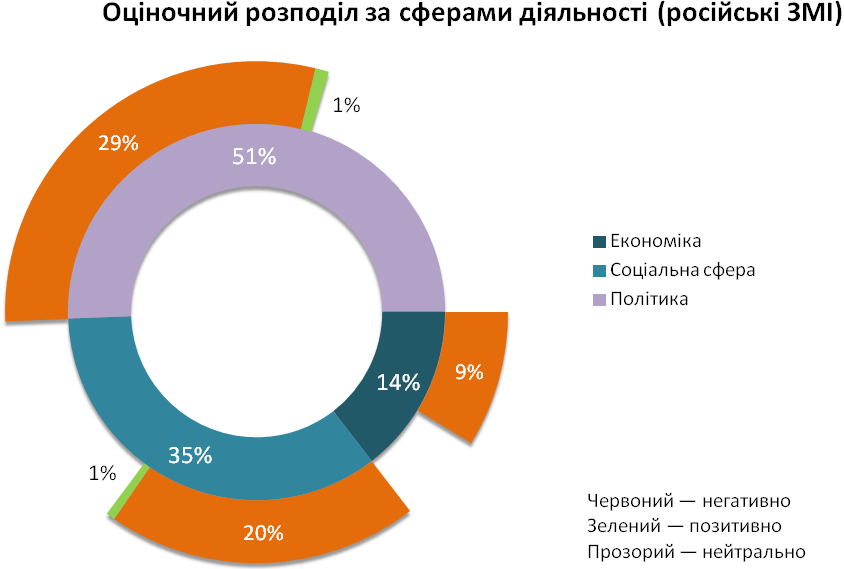 Оціночний розподіл за сферами діяльності (російські ЗМІ)
1%
29%
51%
Економіка
Соціальна сфера
Політика
9%
14%
35%
1%
20%
Червоний — негативно
Зелений — позитивно
Прозорий — нейтрально